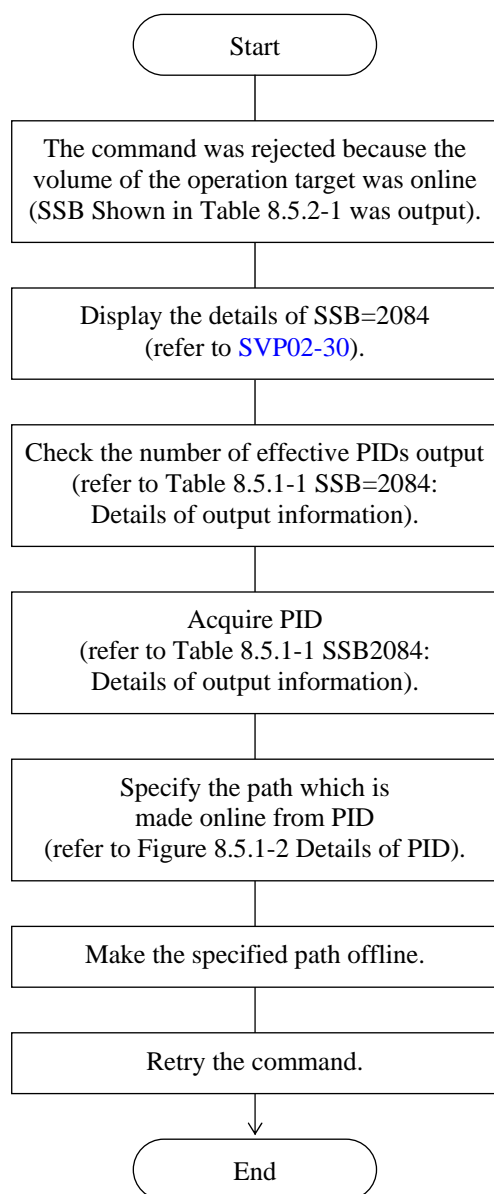 Start
The command was rejected because the
volume of the operation target was online
(SSB Shown in Table 8.5.2-1 was output).
Display the details of SSB=2084
(refer to SVP02-30).
Check the number of effective PIDs output
(refer to Table 8.5.1-1 SSB=2084:
Details of output information).
Acquire PID
(refer to Table 8.5.1-1 SSB2084:
Details of output information).
Specify the path which is
made online from PID
(refer to Figure 8.5.1-2 Details of PID).
Make the specified path offline.
Retry the command.
End